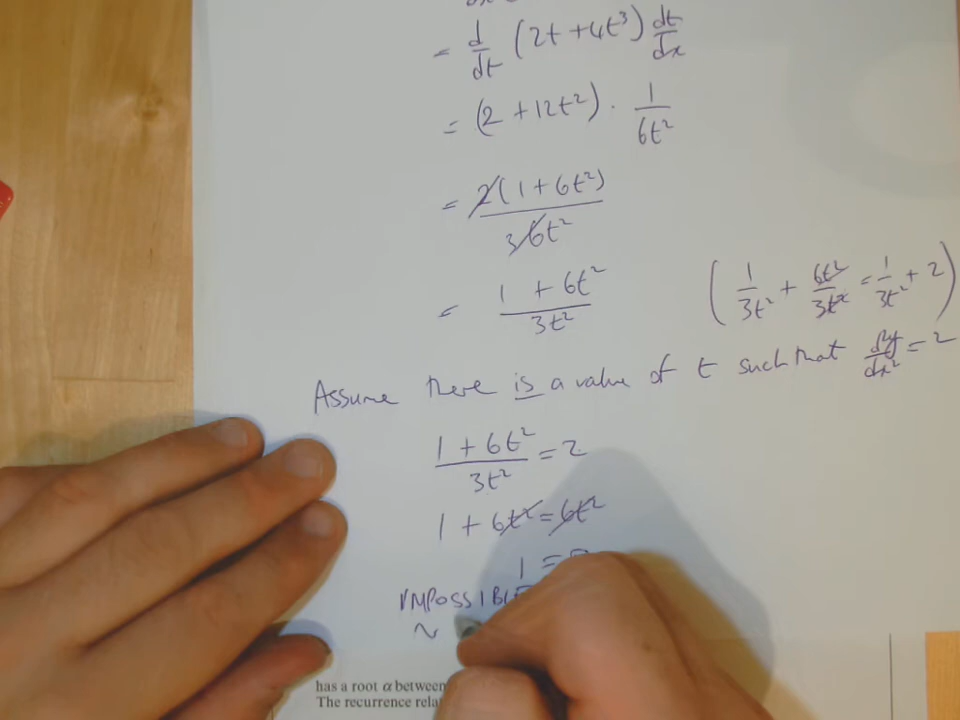 = d/dt (2t + 4t³) dt/dx
= (2 + 12t²) · 1/6t²
= 2(1 + 6t²)/36t²
= 1 + 6t²/3t² (1/3t² + 6t²/3t² = 1/3t² + 2)
Assume there is a value of t such that d²y/dx² = 2
1 + 6t²/3t² = 2
1 + 6t² = 6t²
1 =
IMPOSSIBLE
has a root α between
The recurrence rela